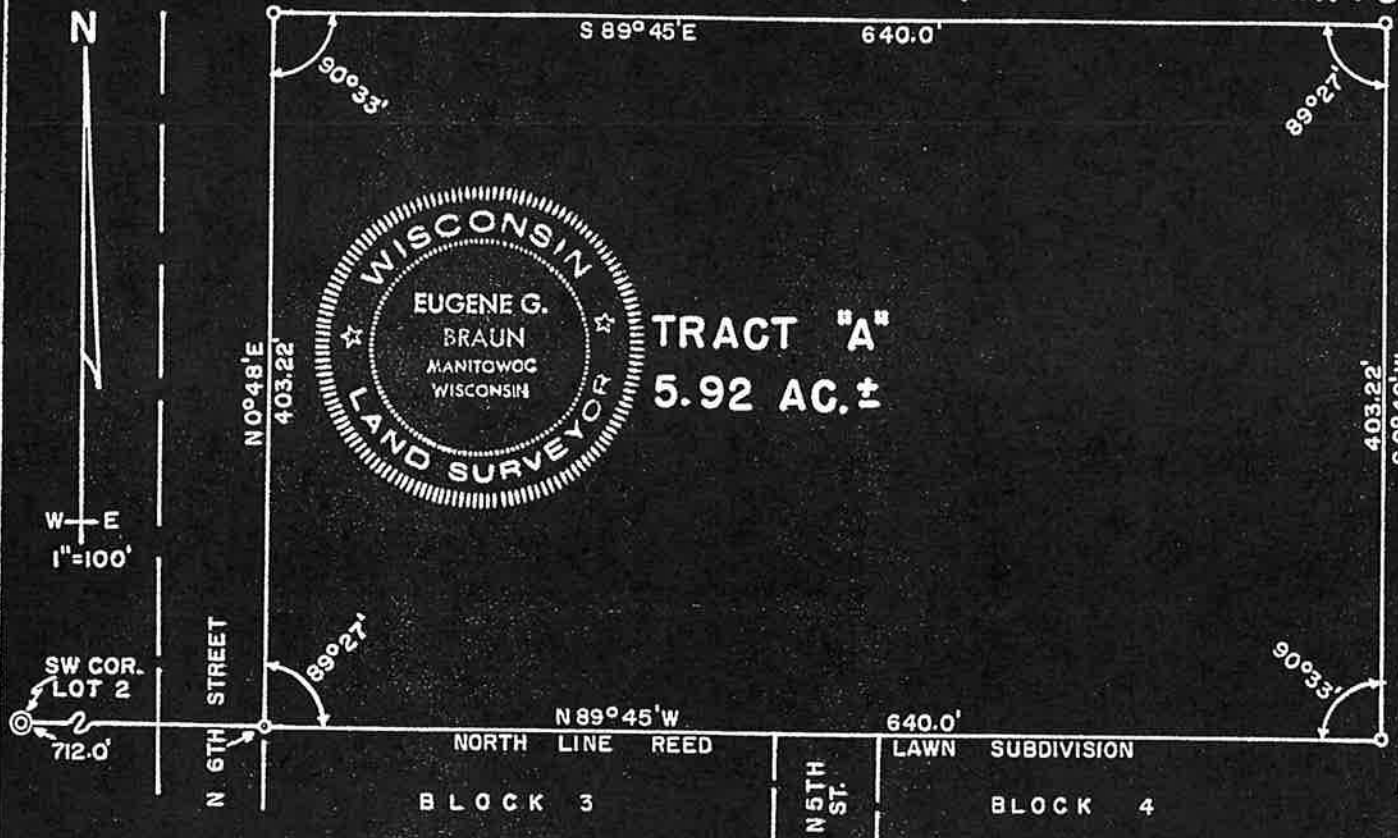 N
S 89°45'E 640.0'
90°33'
89°27'
WISCONSIN
EUGENE G.
BRAUN
MANITOWOC
WISCONSIN
LAND SURVEYOR
TRACT "A"
5.92 AC.±
N 0°48'E
403.22'
403.22'
W E
1"=100'
SW COR.
LOT 2
712.0'
N 6TH STREET
89°27'
90°33'
N 89°45'W 640.0'
NORTH LINE REED LAWN SUBDIVISION
BLOCK 3
N 5TH
ST.
BLOCK 4